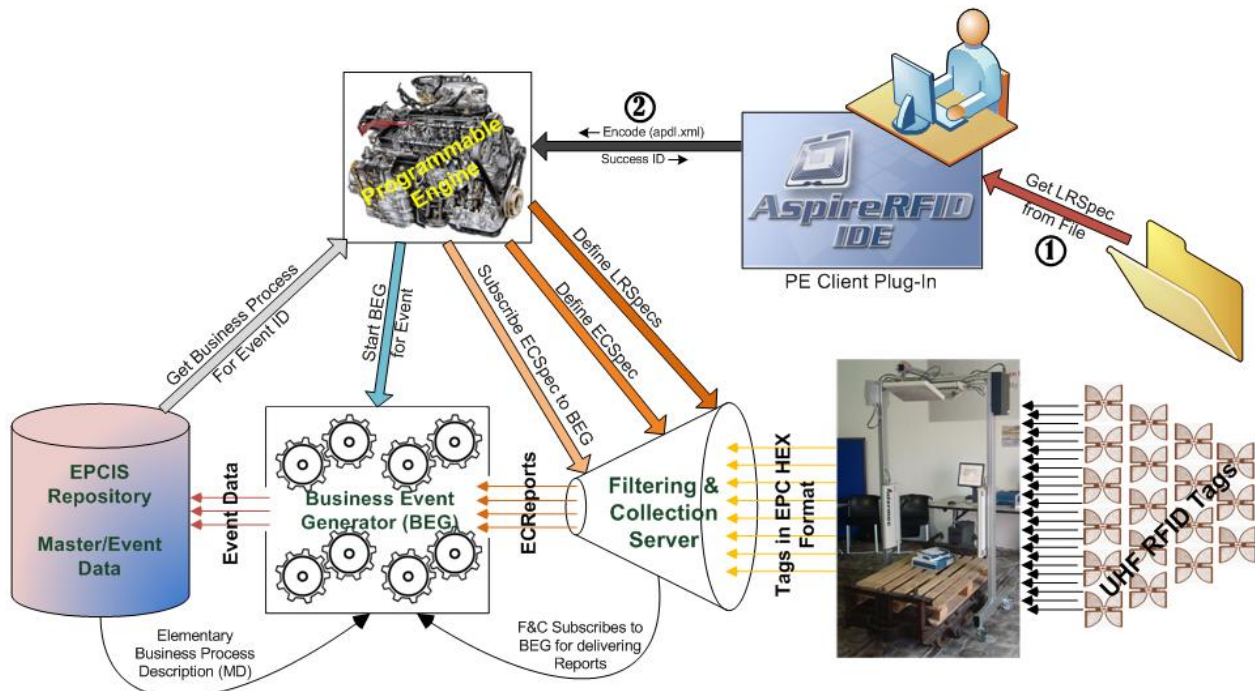 ②
← Encode (apdl.xml)
Success ID →
Programmable
Engine
AspireRFID
IDE
PE Client Plug-In
Get LRSpec
from File
①
Get Business Process
For Event ID
Start BEG
for Event
Subscribe ECSpec to BEG
Define ECSpec
Define LRSpecs
EPCIS
Repository
Master/Event
Data
Event Data
Business Event
Generator (BEG)
ECReports
Filtering &
Collection
Server
Tags in EPC HEX
Format
UHF RFID Tags
Elementary
Business Process
Description (MD)
F&C Subscribes to
BEG for delivering
Reports